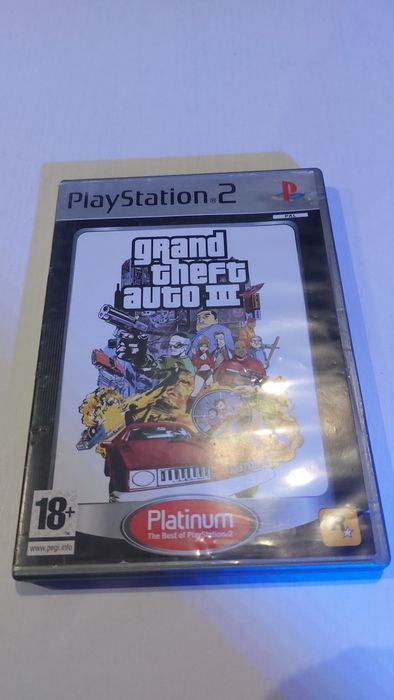 PlayStation®2
PAL
grand
theft
auto III
18+
www.pegi.info
Platinum
The Best of PlayStation®2